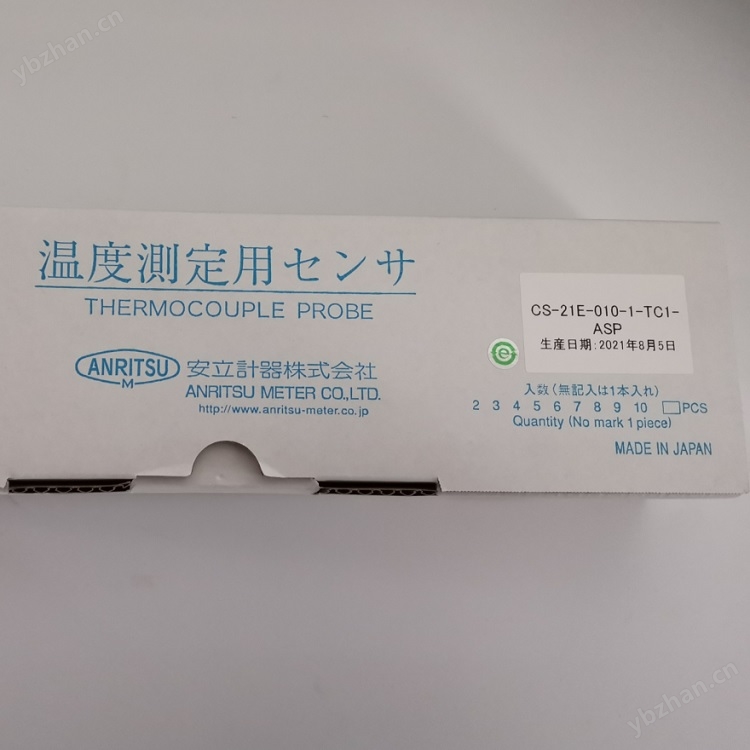 ybzhan.cn
温度測定用センサ
THERMOCOUPLE PROBE
ANRITSU
M
安立計器株式会社
ANRITSU METER CO.,LTD.
http://www.anritsu-meter.co.jp
CS-21E-010-1-TC1-
ASP
生産日期:2021年8月5日
e
入数(無記入は1本入れ)
2 3 4 5 6 7 8 9 10 PCS
Quantity (No mark 1 piece)
MADE IN JAPAN
ybzhan.cn